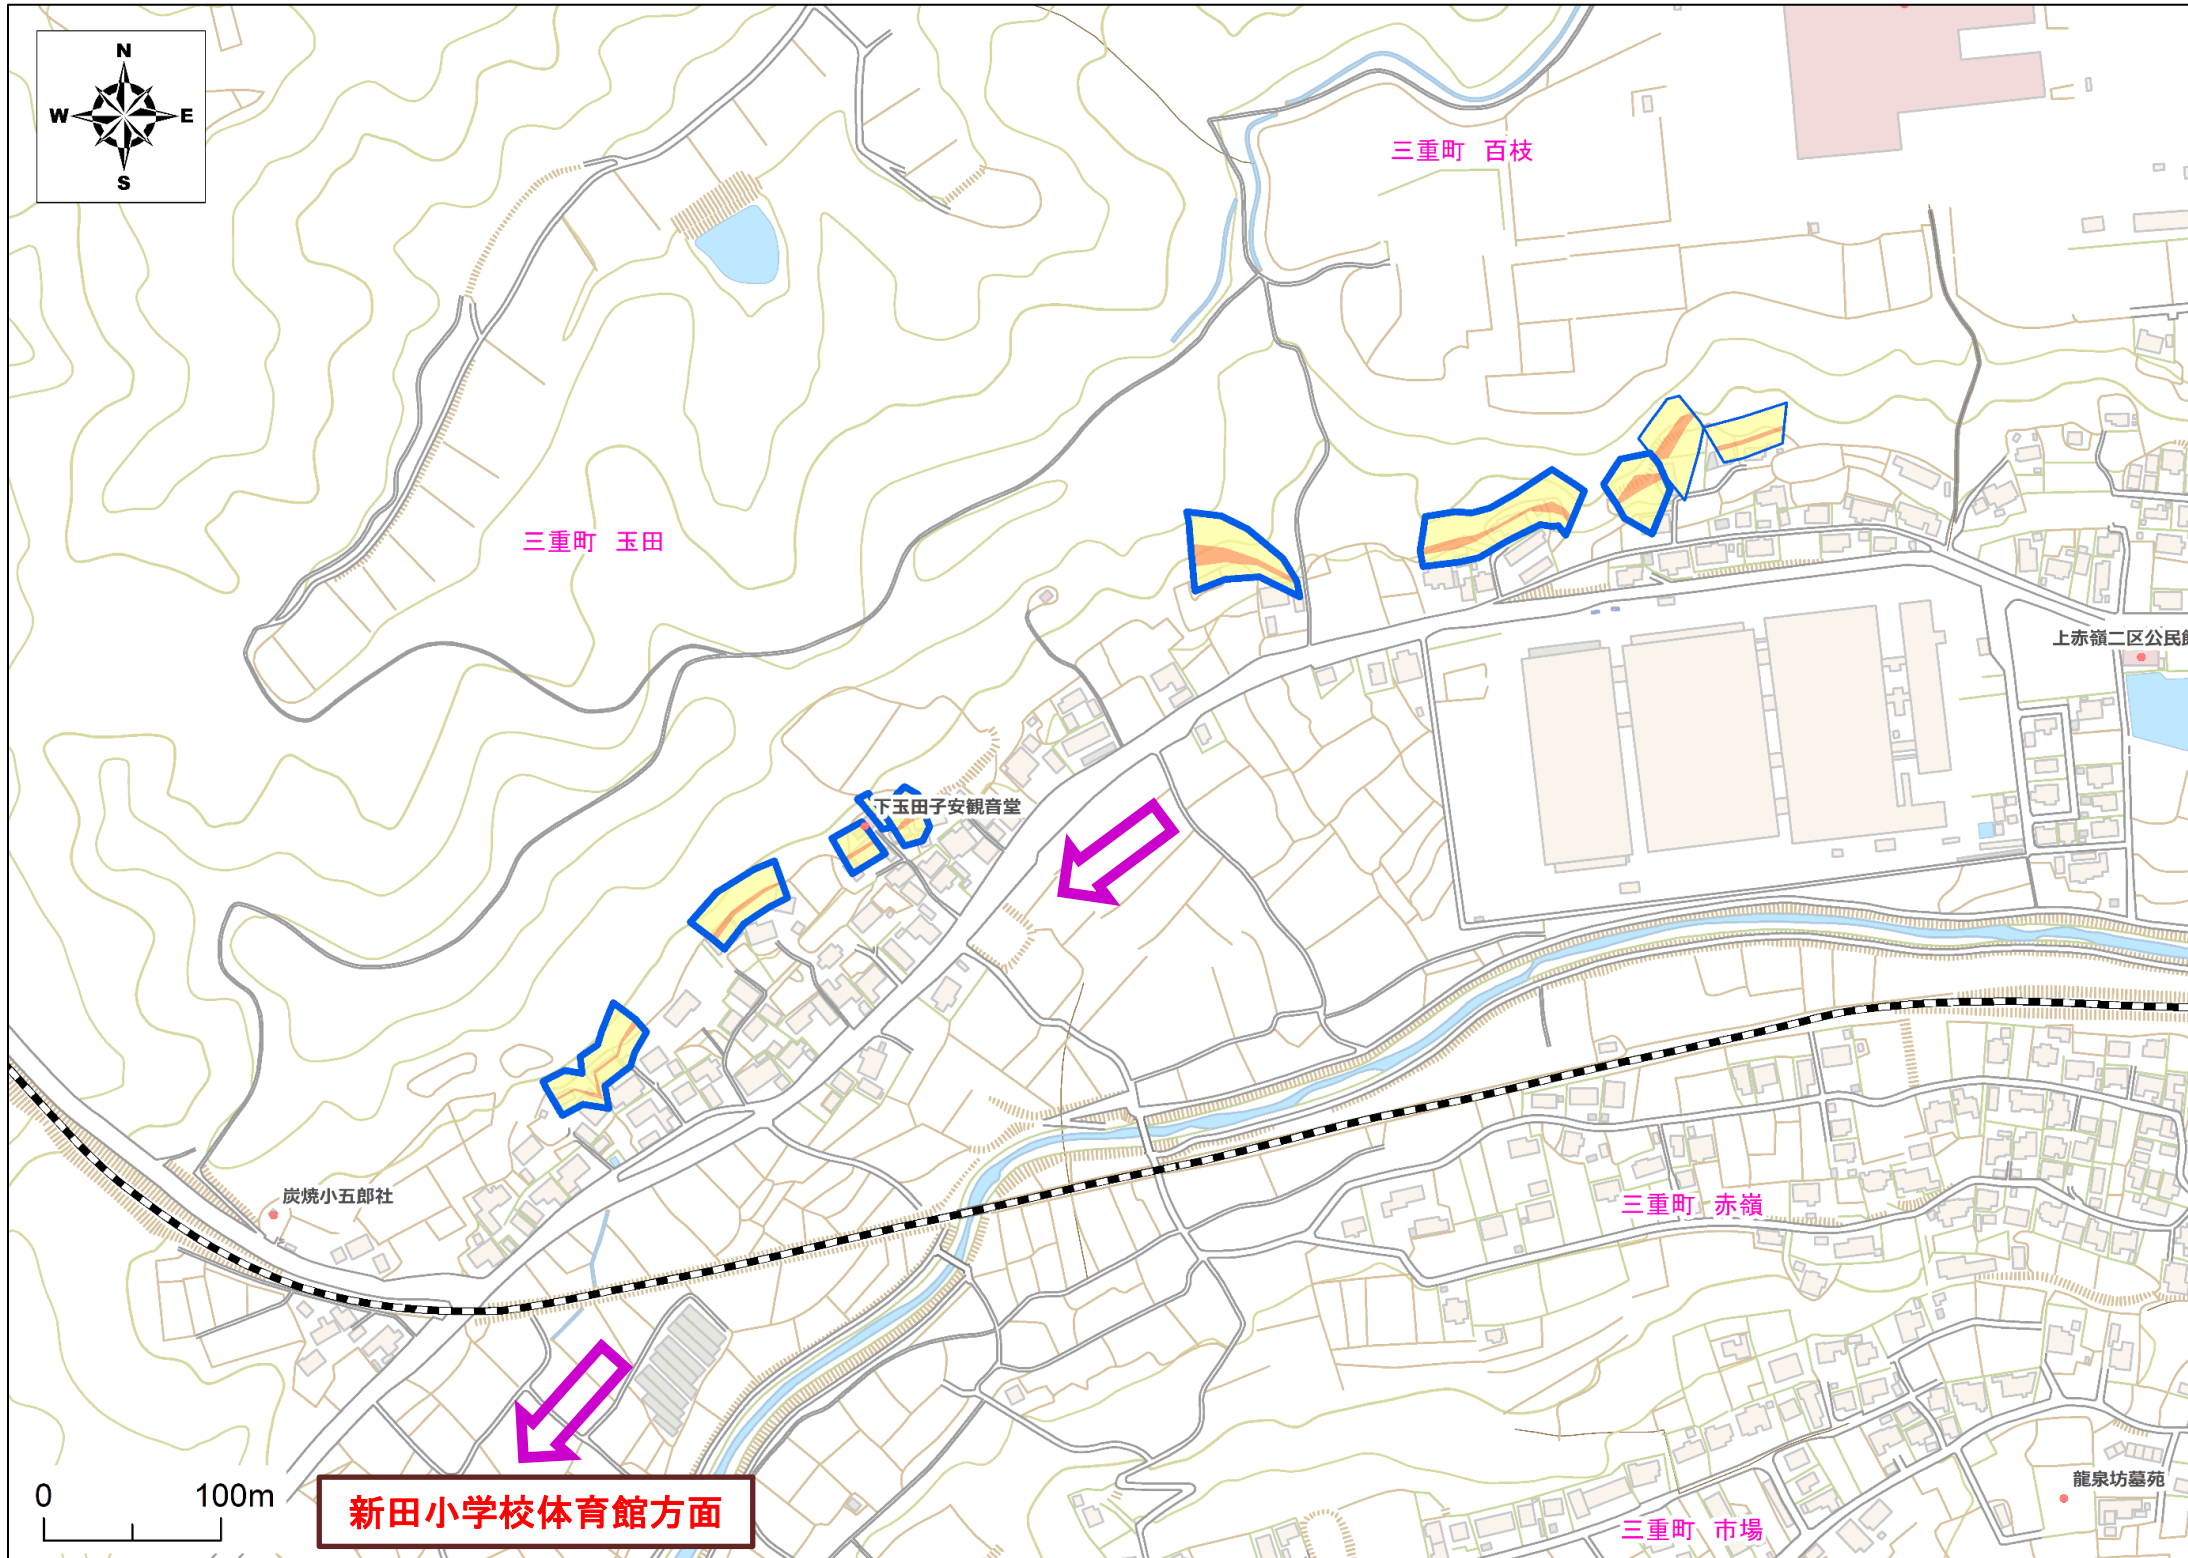 N
W E
S
三重町 百枝
三重町 玉田
上赤嶺二区公民館
下玉田子安観音堂
炭焼小五郎社
三重町 赤嶺
龍泉坊墓苑
三重町 市場
0 100m
新田小学校体育館方面